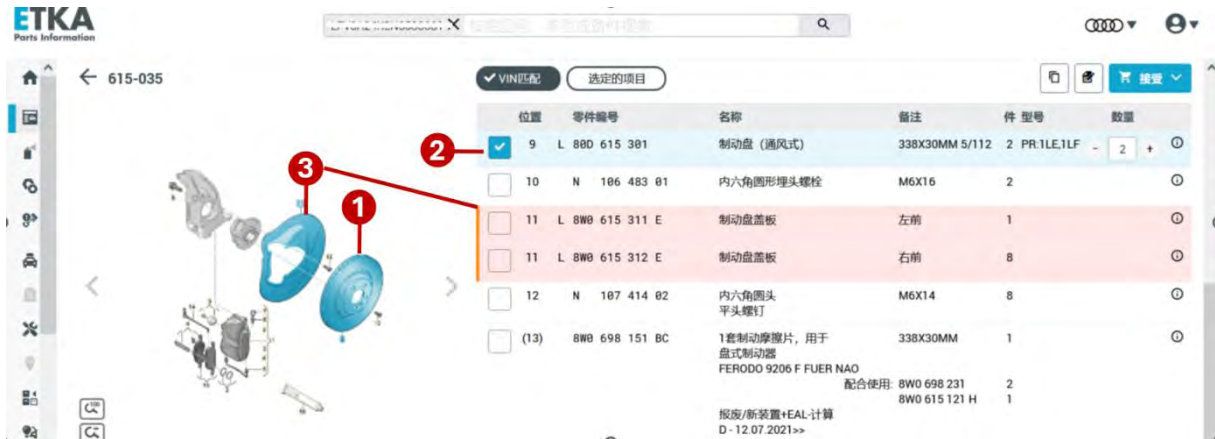 ETKA
Parts Information
615-035
VIN匹配
选定的项目
接受
位置 零件编号 名称 备注 件 型号 数量
9 L 80D 615 301 制动盘（通风式） 338X30MM 5/112 2 PR:1LE,1LF - 2 +
10 N 106 483 01 内六角圆形埋头螺栓 M6X16 2
11 L 8W0 615 311 E 制动盘盖板 左前 1
11 L 8W0 615 312 E 制动盘盖板 右前 8
12 N 107 414 02 内六角圆头 M6X14 8
平头螺钉
(13) 8W0 698 151 BC 1套制动摩擦片，用于 338X30MM 1
盘式制动器
FERODO 9206 F FUER NAO
配合使用: 8W0 698 231 2
8W0 615 121 H 1
报废/新装置+EAL-计算
D - 12.07.2021>>
1
2
3